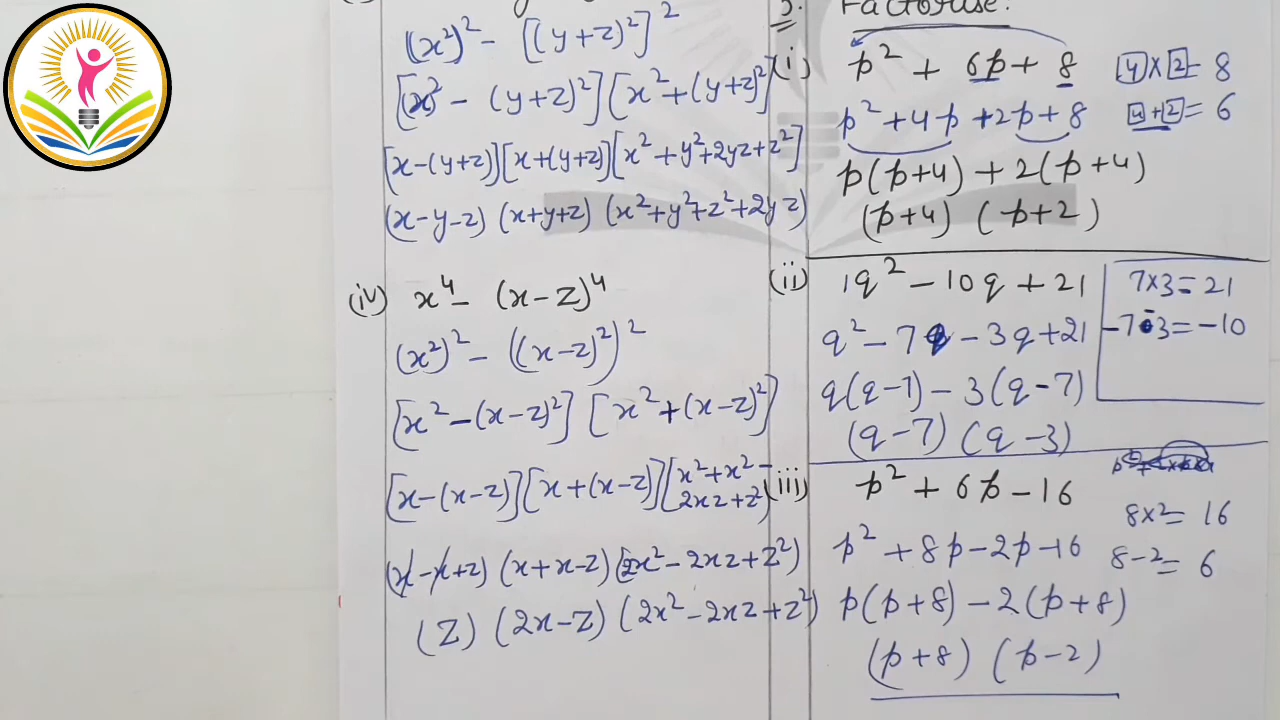 (x²)² - [(y+z)²]²
[(x)² - (y+z)²] [x² + (y+z)²]
[x-(y+z)] [x+(y+z)] [x² + y² + 2yz + z²]
(x-y-z) (x+y+z) (x²+y²+z²+2yz)
(iv) x⁴ - (x-z)⁴
(x²)² - ((x-z)²)²
[x² - (x-z)²] [x² + (x-z)²]
[x-(x-z)] [x+(x-z)] [x²+x²-
2xz+z²]
(x-x+z) (x+x-z) (2x²-2xz+z²)
(z) (2x-z) (2x²-2xz+z²)
Factorise.
(i) p² + 6p + 8
4 × 2 = 8
p² + 4p + 2p + 8
4 + 2 = 6
p(p+4) + 2(p+4)
(p+4) (p+2)
(ii) 1q² - 10q + 21
7×3 = 21
q² - 7q - 3q + 21
-7-3 = -10
q(q-7) - 3(q-7)
(q-7) (q-3)
(iii) p² + 6p - 16
8×2 = 16
p² + 8p - 2p - 16
8-2 = 6
p(p+8) - 2(p+8)
(p+8) (p-2)